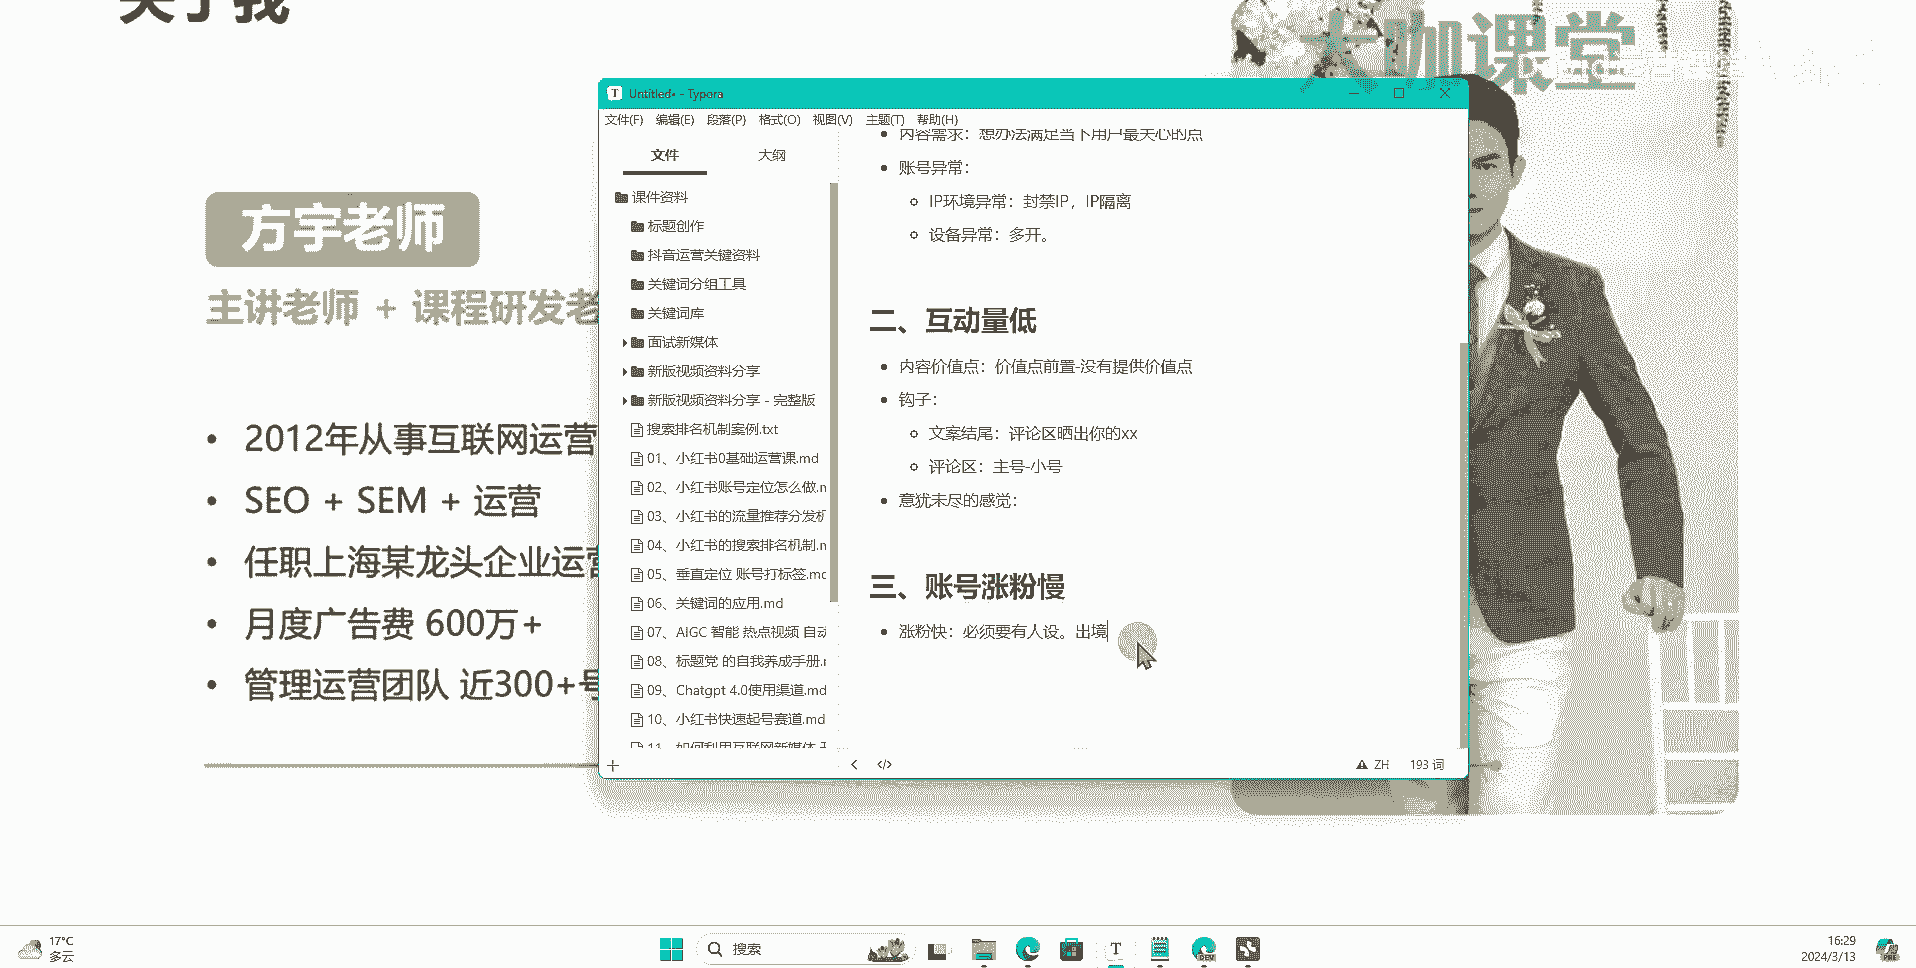 关于我
大咖课堂
方宇老师
主讲老师 + 课程研发老
2012年从事互联网运营
SEO + SEM + 运营
任职上海某龙头企业运营
月度广告费 600万+
管理运营团队 近300+号
Untitled• - Typora
文件(F) 编辑(E) 段落(P) 格式(O) 视图(V) 主题(T) 帮助(H)
文件 大纲
课件资料
标题创作
抖音运营关键资料
关键词分组工具
关键词库
面试新媒体
新版视频资料分享
新版视频资料分享 - 完整版
搜索排名机制案例.txt
01、小红书0基础运营课.md
02、小红书账号定位怎么做.m
03、小红书的流量推荐分发机
04、小红书的搜索排名机制.m
05、垂直定位 账号打标签.md
06、关键词的应用.md
07、AIGC 智能 热点视频 自动
08、标题党 的自我养成手册.m
09、Chatgpt 4.0使用渠道.md
10、小红书快速起号赛道.md
11、如何利用互联网新媒体
内容需求：想办法满足当下用户最关心的点
账号异常：
IP环境异常：封禁IP，IP隔离
设备异常：多开。
二、互动量低
内容价值点：价值点前置-没有提供价值点
钩子：
文案结尾：评论区晒出你的xx
评论区：主号-小号
意犹未尽的感觉：
三、账号涨粉慢
涨粉快：必须要有人设。出境
ZH 193 词
17°C
多云
搜索
16:29
2024/3/13